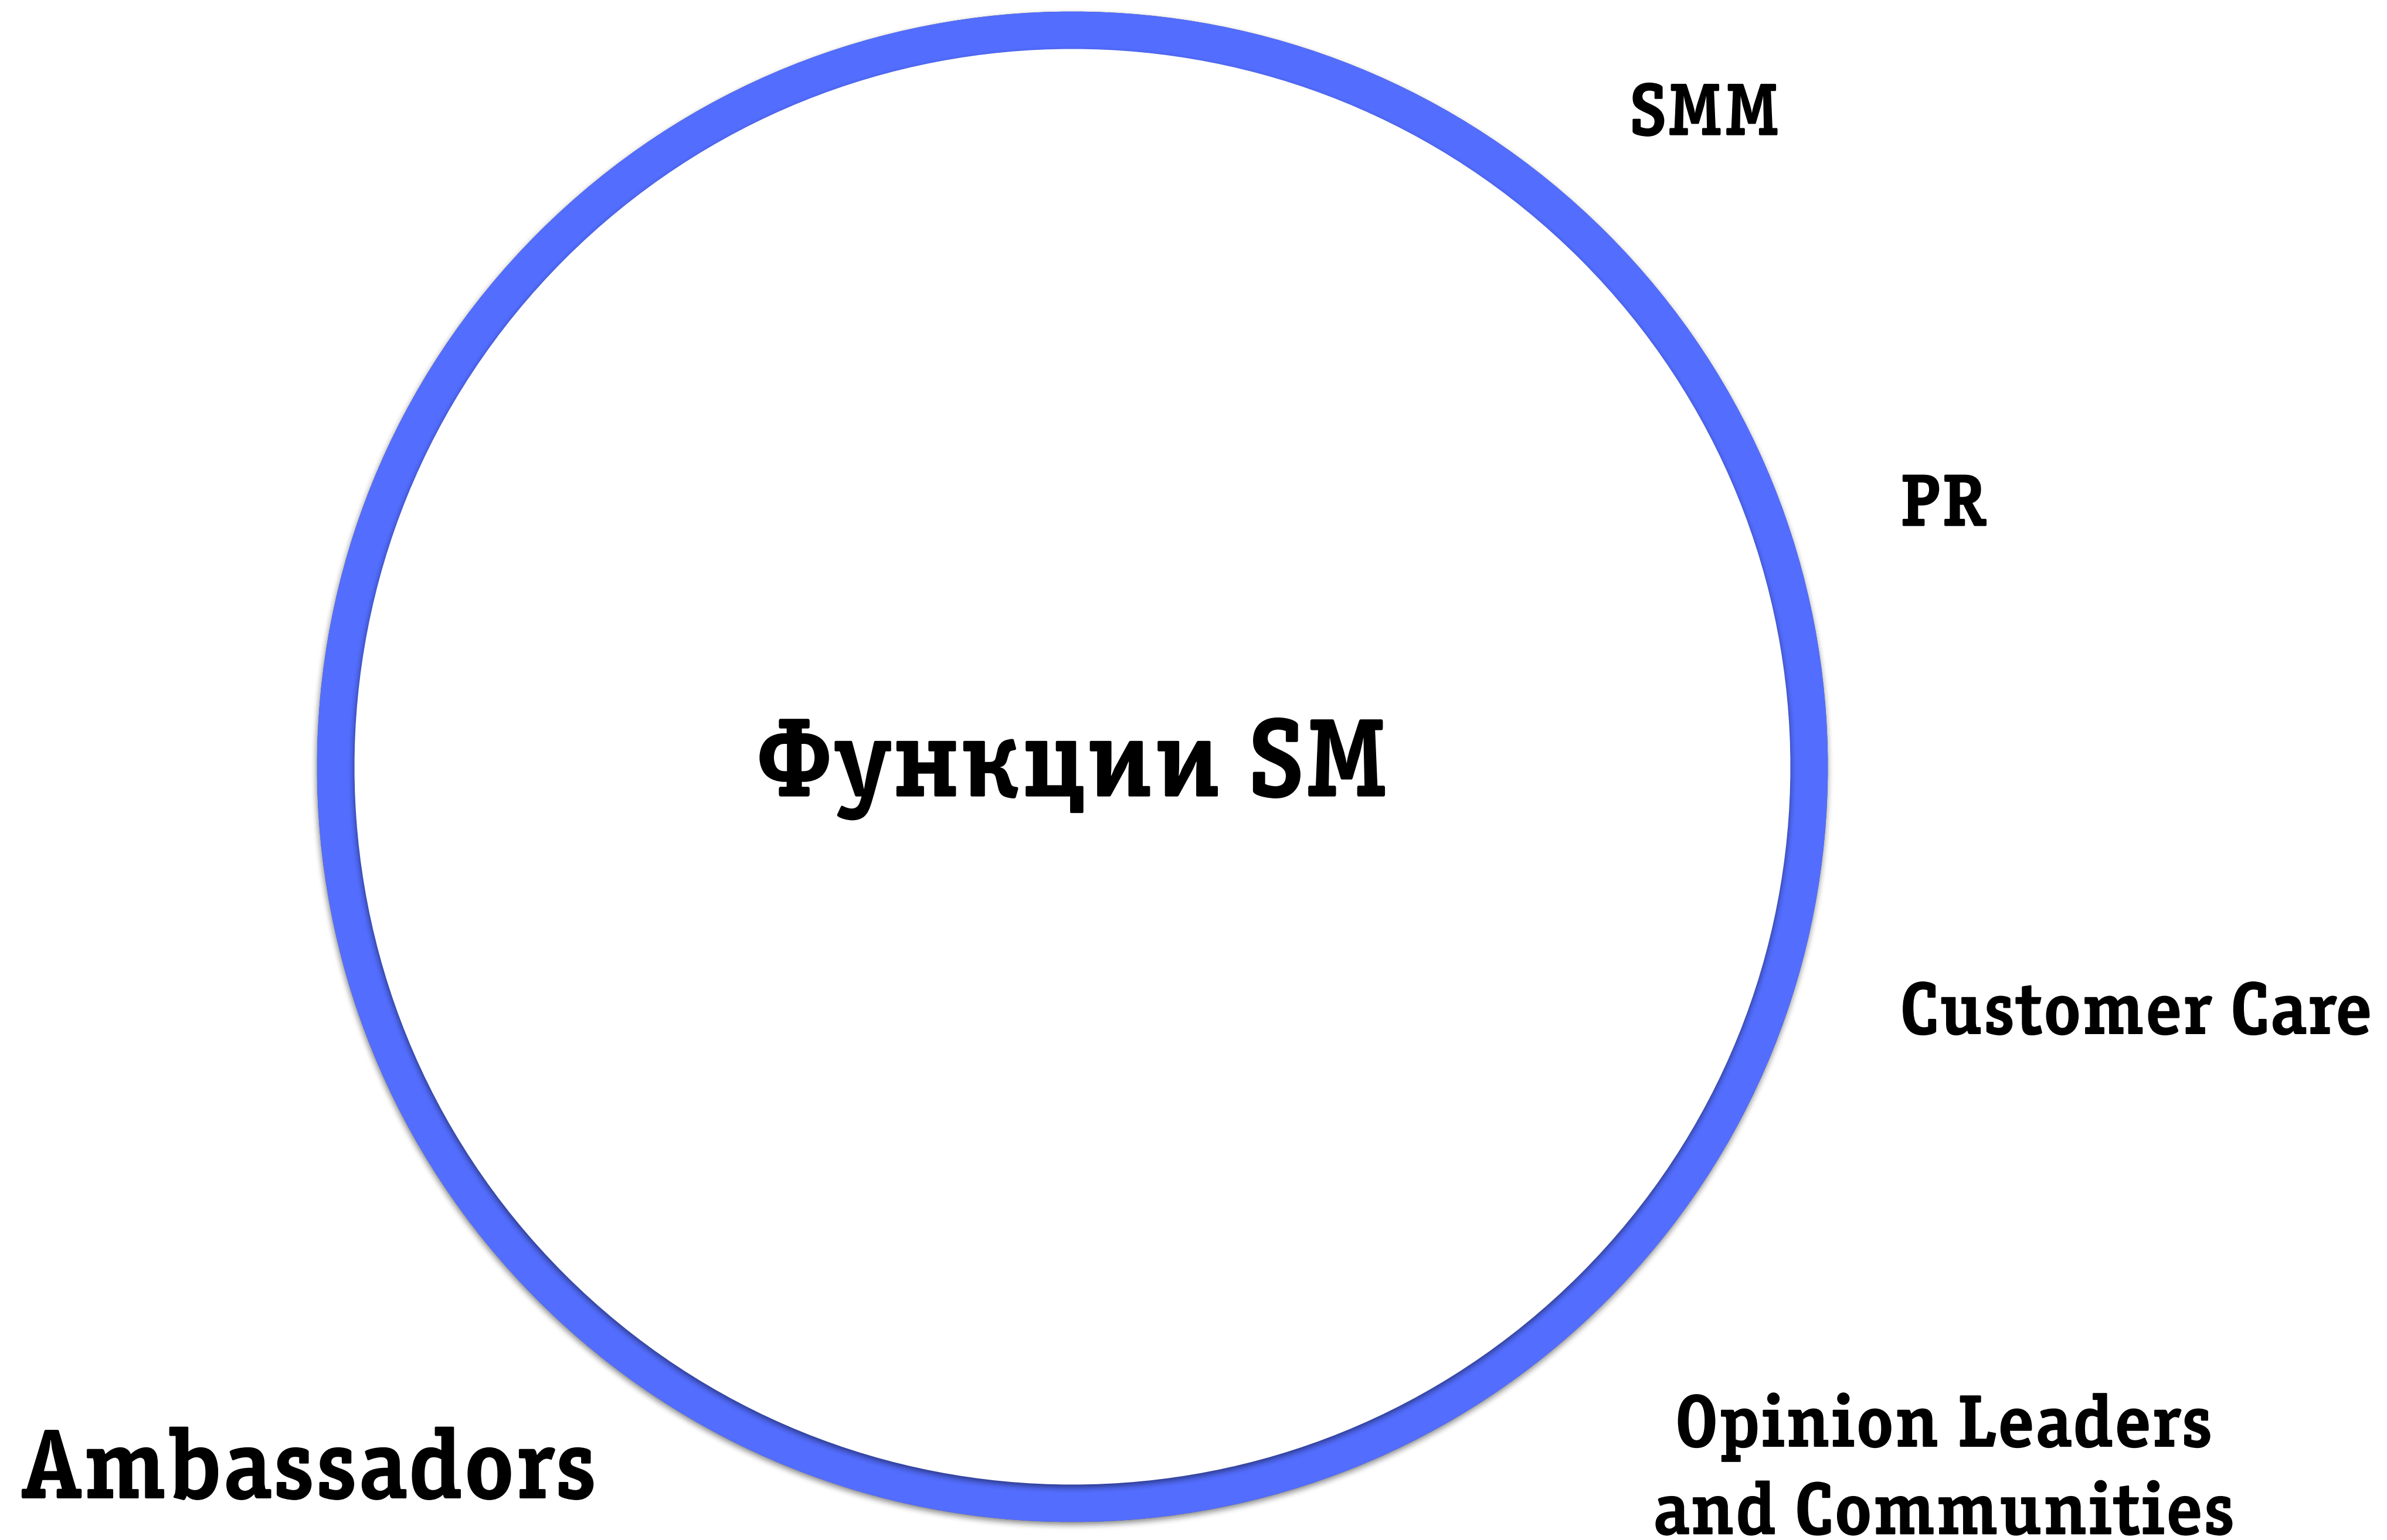 SMM
PR
Функции SM
Customer Care
Opinion Leaders
and Communities
Ambassadors